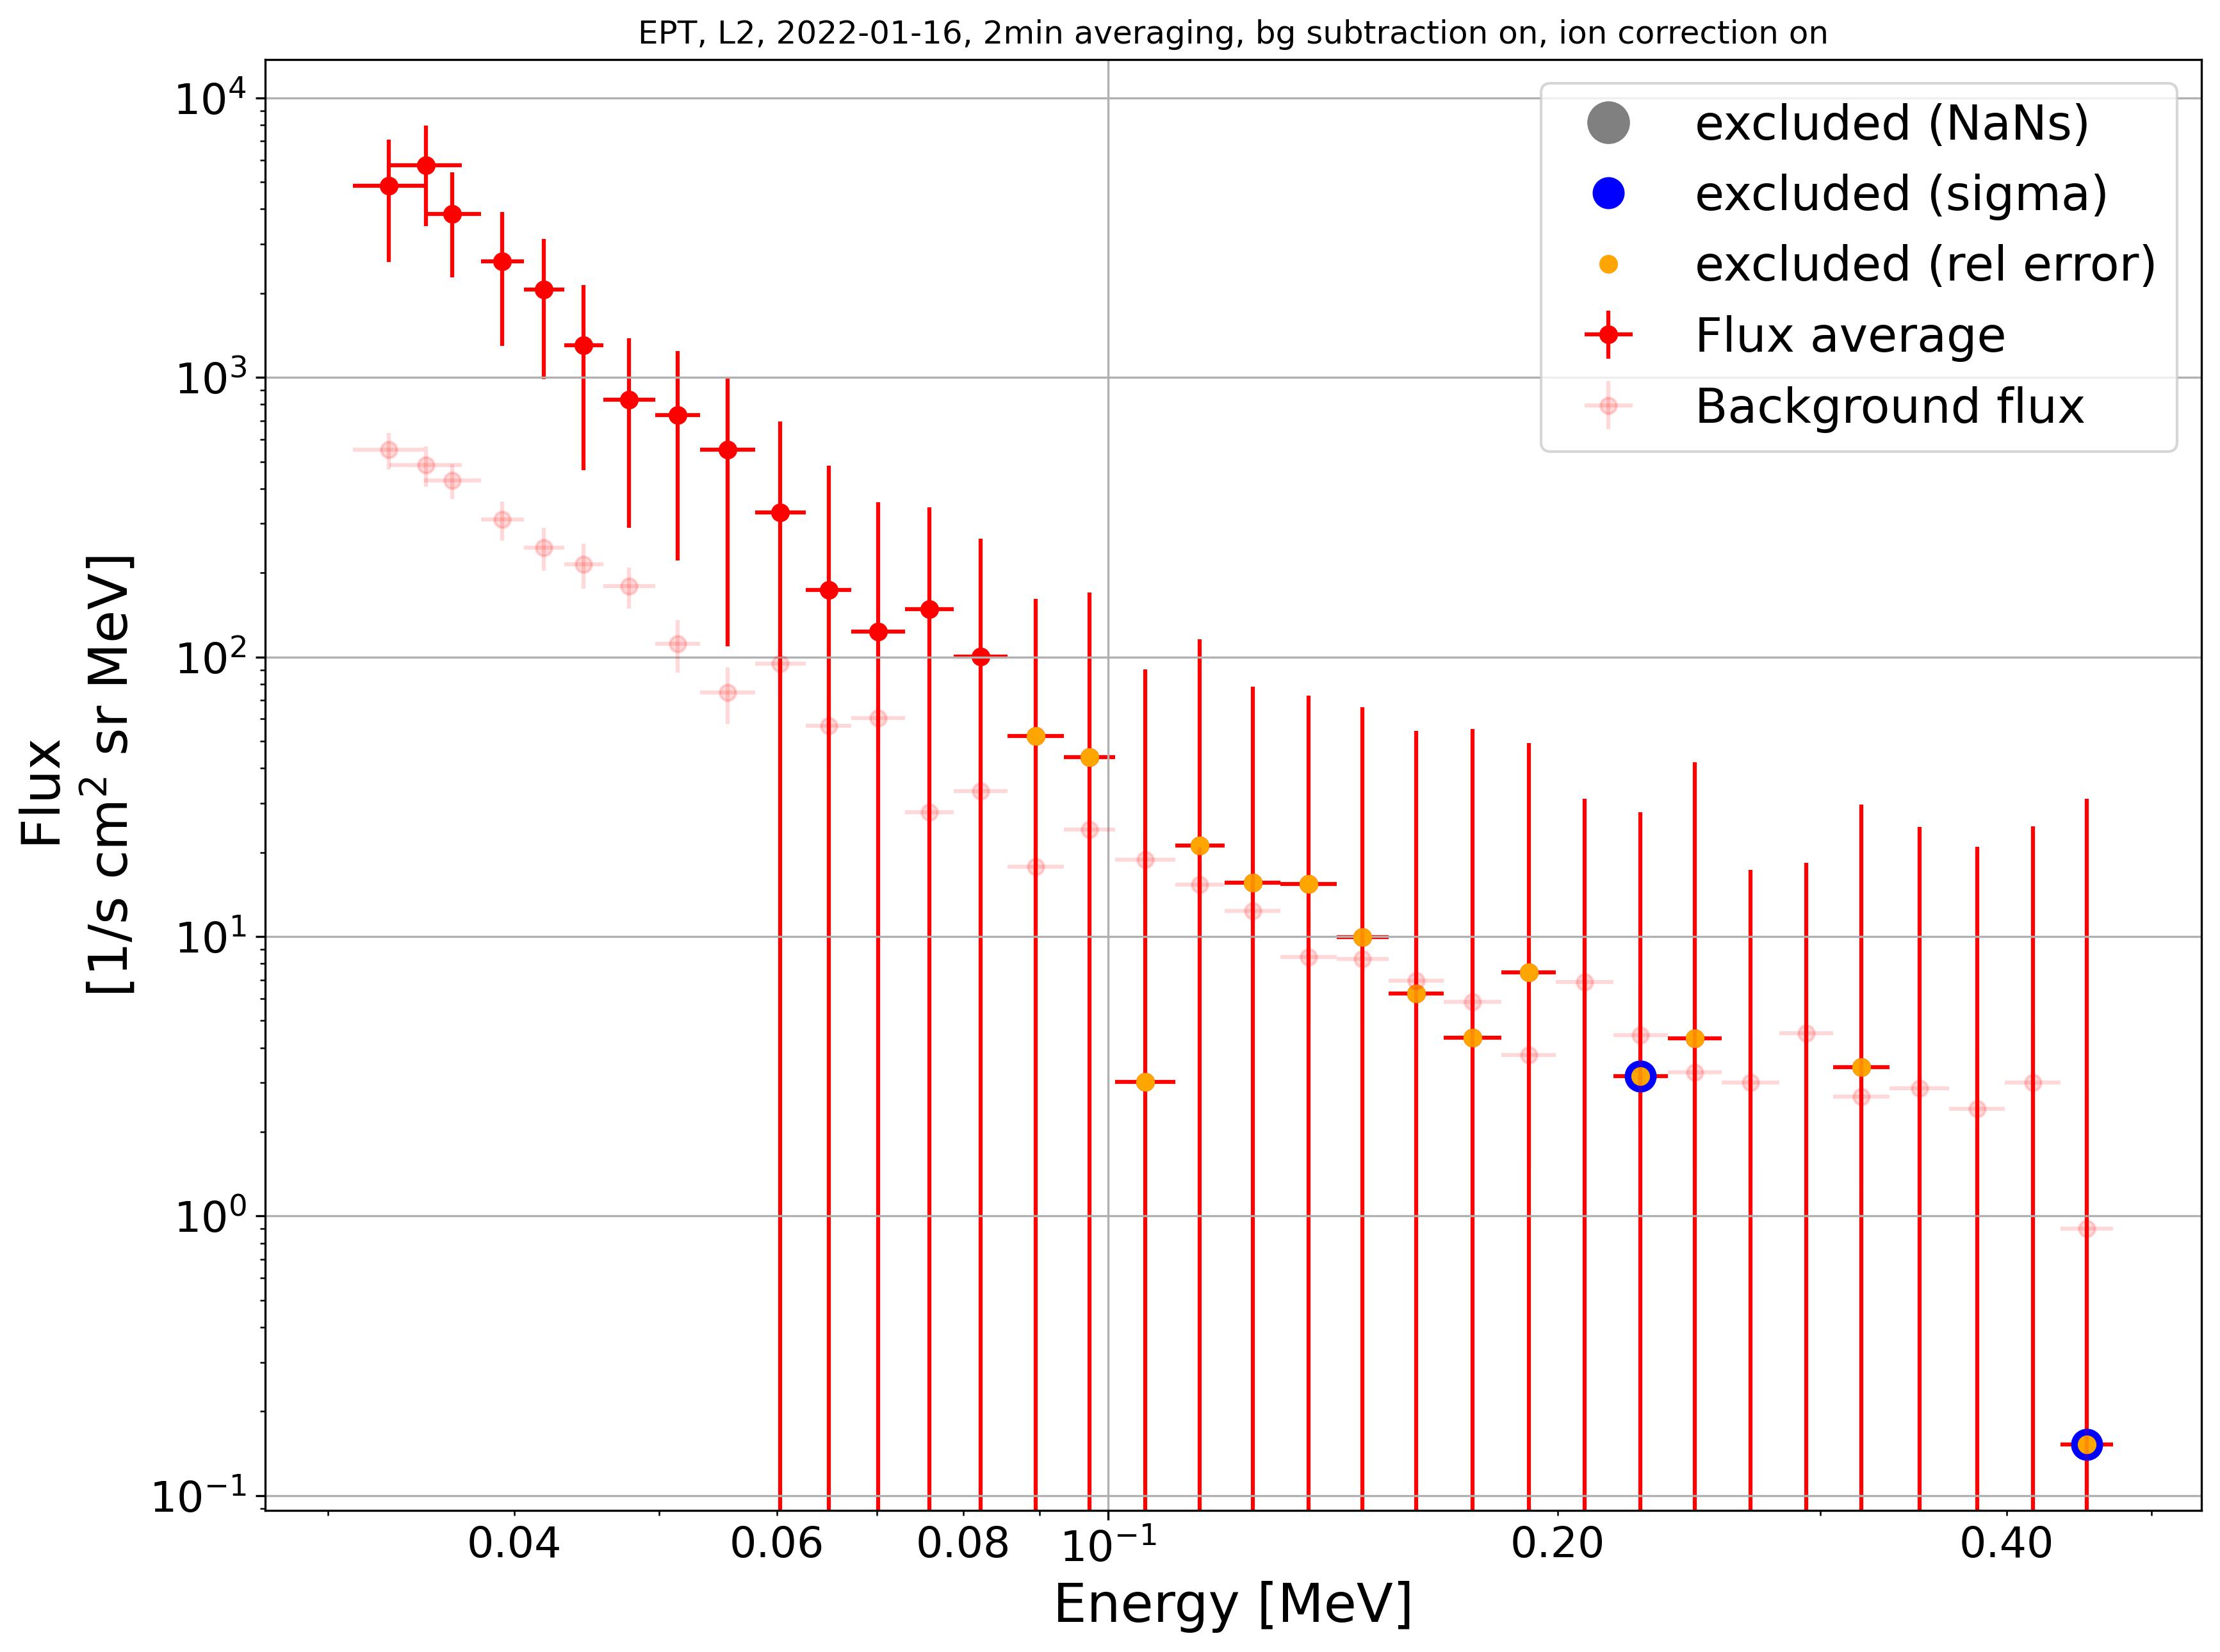 EPT, L2, 2022-01-16, 2min averaging, bg subtraction on, ion correction on
excluded (NaNs)
excluded (sigma)
excluded (rel error)
Flux average
Background flux
Flux
[1/s cm² sr MeV]
10⁴
10³
10²
10¹
10⁰
10⁻¹
0.04
0.06
0.08
10⁻¹
0.20
0.40
Energy [MeV]